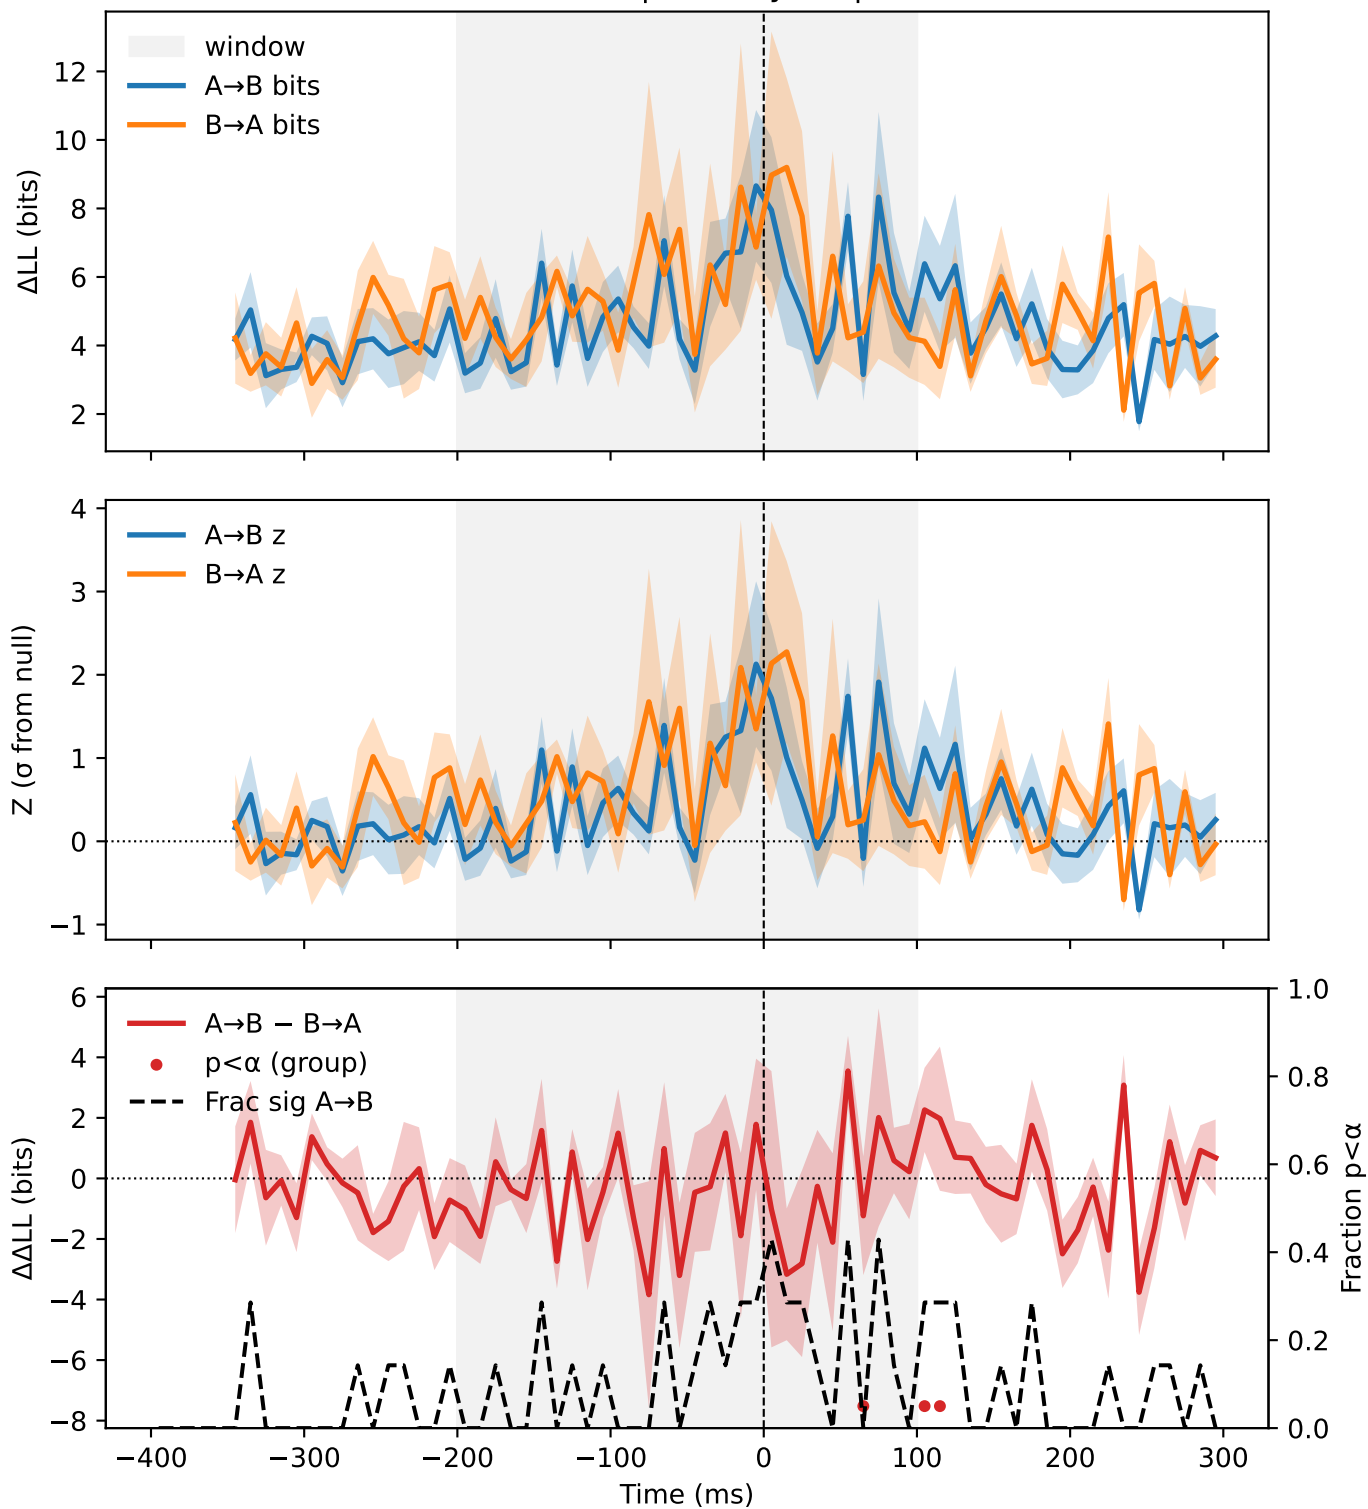 window
A→B bits
B→A bits
ΔLL (bits)
12
10
8
6
4
2
A→B z
B→A z
Z (σ from null)
4
3
2
1
0
−1
A→B − B→A
p<α (group)
Frac sig A→B
ΔΔLL (bits)
6
4
2
0
−2
−4
−6
−8
1.0
0.8
0.6
0.4
0.2
0.0
Fraction p<α
−400 −300 −200 −100 0 100 200 300
Time (ms)